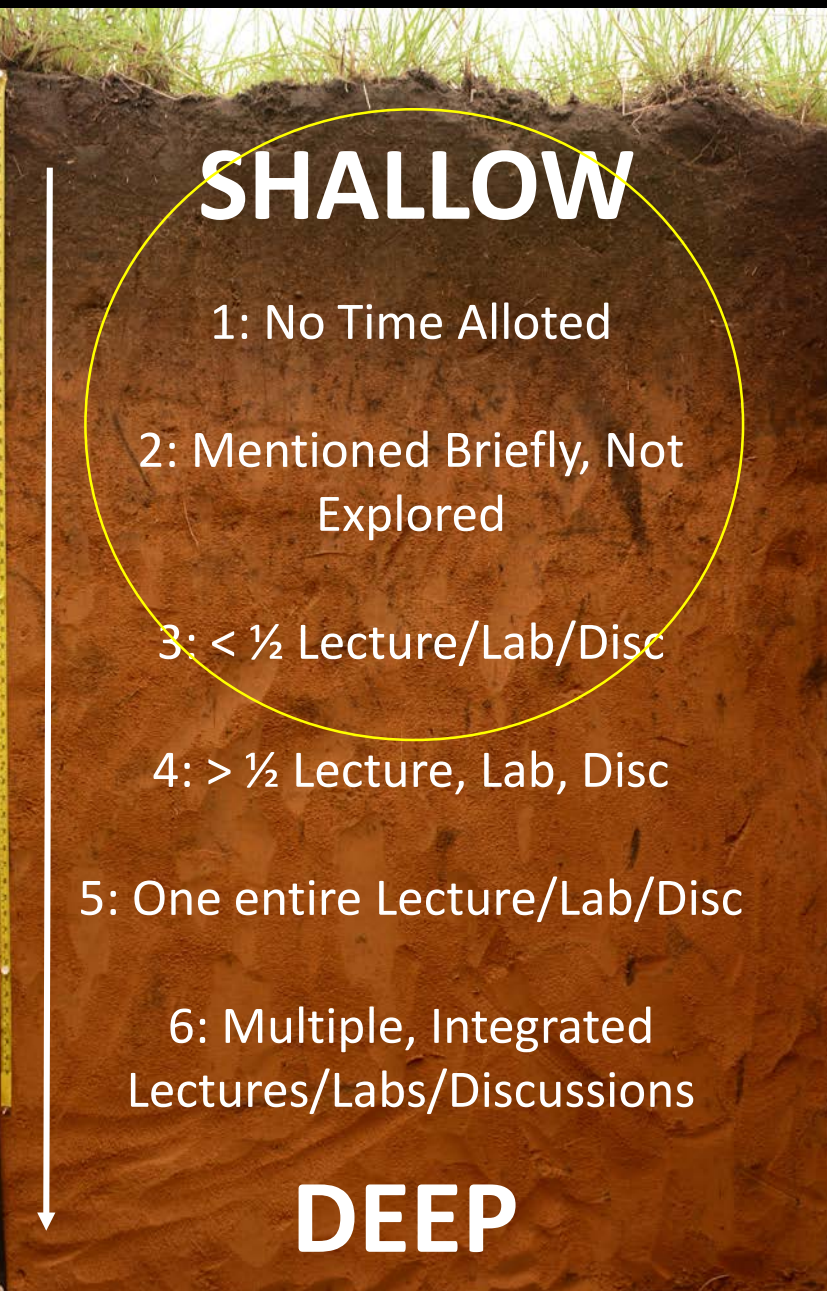 SHALLOW
1: No Time Alloted
2: Mentioned Briefly, Not
Explored
3: < ½ Lecture/Lab/Disc
4: > ½ Lecture, Lab, Disc
5: One entire Lecture/Lab/Disc
6: Multiple, Integrated
Lectures/Labs/Discussions
DEEP